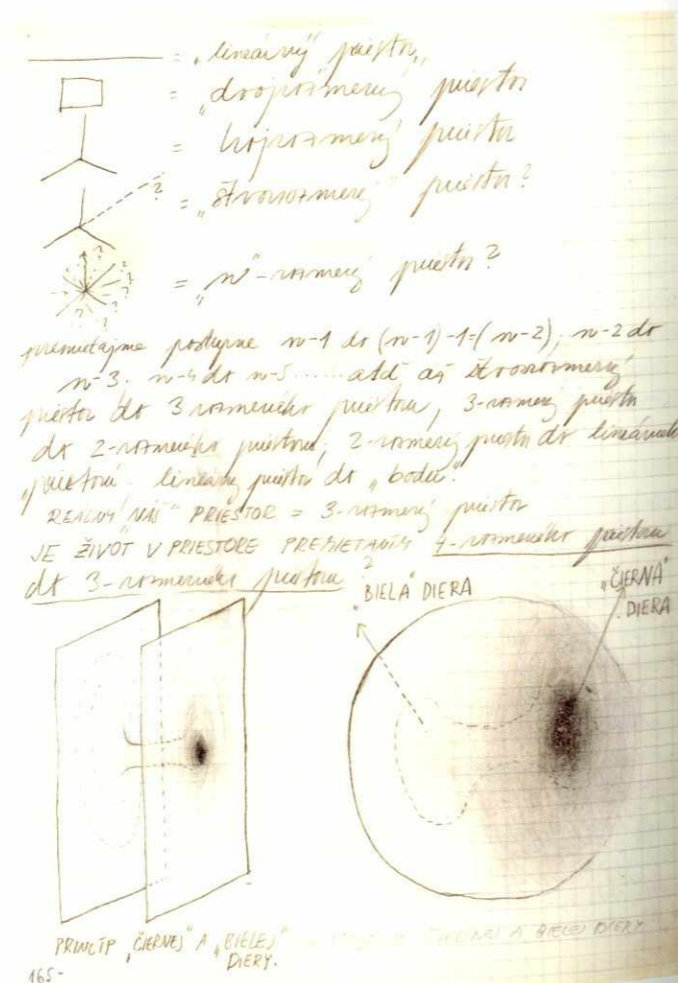 = „lineárny" priestor„
= „dvojrozmerný" priestor
= trojrozmerný priestor
? = „štvorrozmerný" priestor?
? ? ? ? ? ? ? = „n"-rozmerný priestor?
premietajme postupne n-1 do (n-1)-1=(n-2), n-2 do
n-3. n-4 do n-5 ...... atď až štvorrozmerný
priestor do 3 rozmerného priestoru, 3-rozmerný priestor
do 2-rozmerného priestoru, 2-rozmerný priestor do lineárneho
„priestoru" lineárny priestor do „bodu".
REÁLNY „NÁŠ" PRIESTOR = 3-rozmerný priestor
JE ŽIVOT V PRIESTORE PREMIETANÍM 4-rozmerného priestoru
do 3-rozmerného priestoru?
„BIELA" DIERA
„ČIERNA"
DIERA
PRINCÍP „ČIERNEJ" A „BIELEJ"
DIERY.
ČIERNEJ A BIELEJ DIERY
165-